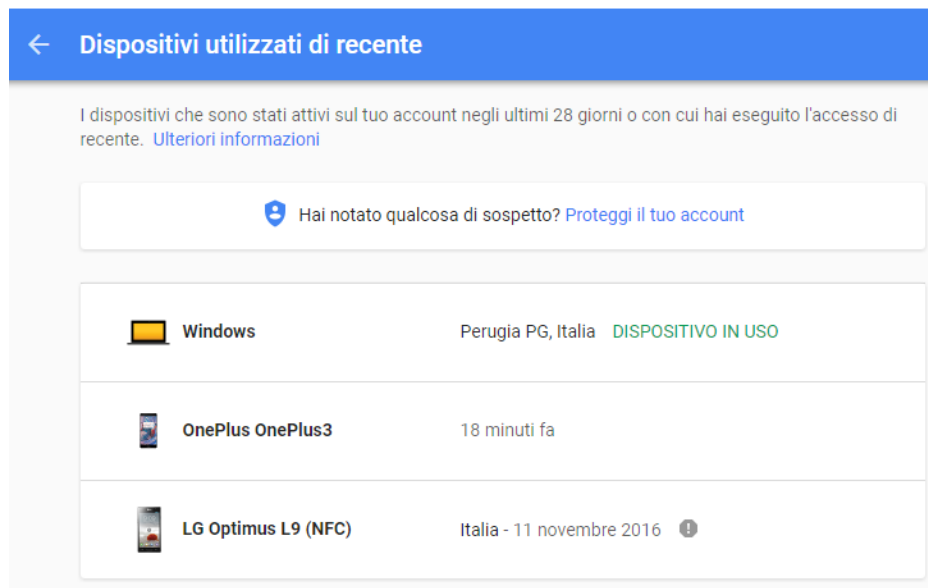 Dispositivi utilizzati di recente
I dispositivi che sono stati attivi sul tuo account negli ultimi 28 giorni o con cui hai eseguito l'accesso di
recente. Ulteriori informazioni
Hai notato qualcosa di sospetto? Proteggi il tuo account
Windows Perugia PG, Italia DISPOSITIVO IN USO
OnePlus OnePlus3 18 minuti fa
LG Optimus L9 (NFC) Italia - 11 novembre 2016